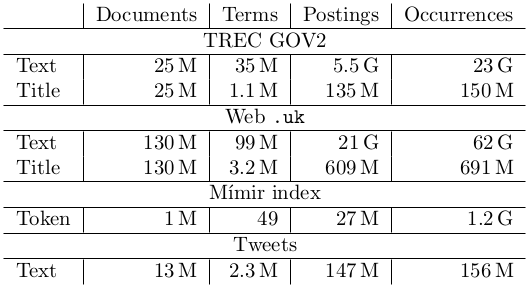 Documents Terms Postings Occurrences
TREC GOV2
Text 25 M 35 M 5.5 G 23 G
Title 25 M 1.1 M 135 M 150 M
Web .uk
Text 130 M 99 M 21 G 62 G
Title 130 M 3.2 M 609 M 691 M
Mímir index
Token 1 M 49 27 M 1.2 G
Tweets
Text 13 M 2.3 M 147 M 156 M